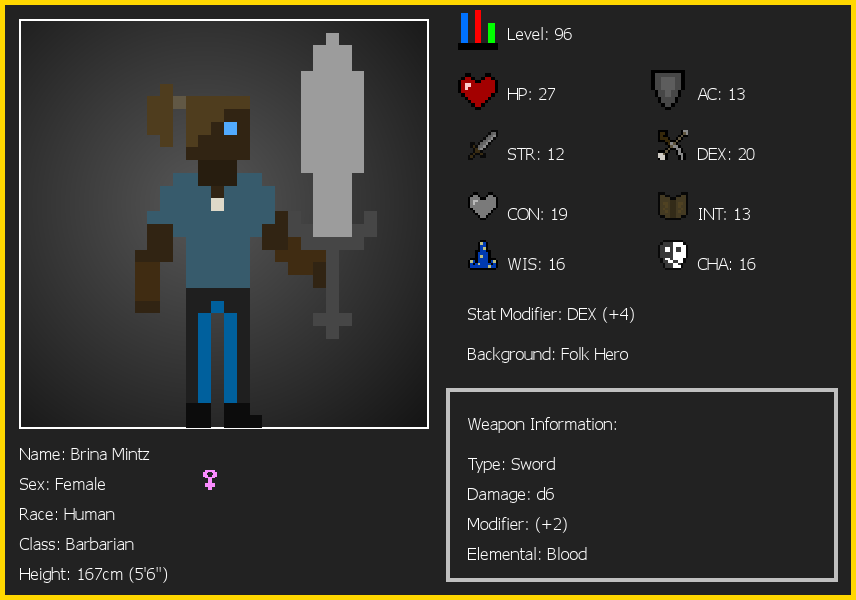 Level: 96
HP: 27
AC: 13
STR: 12
DEX: 20
CON: 19
INT: 13
WIS: 16
CHA: 16
Stat Modifier: DEX (+4)
Background: Folk Hero
Weapon Information:
Type: Sword
Damage: d6
Modifier: (+2)
Elemental: Blood
Name: Brina Mintz
Sex: Female
Race: Human
Class: Barbarian
Height: 167cm (5'6")